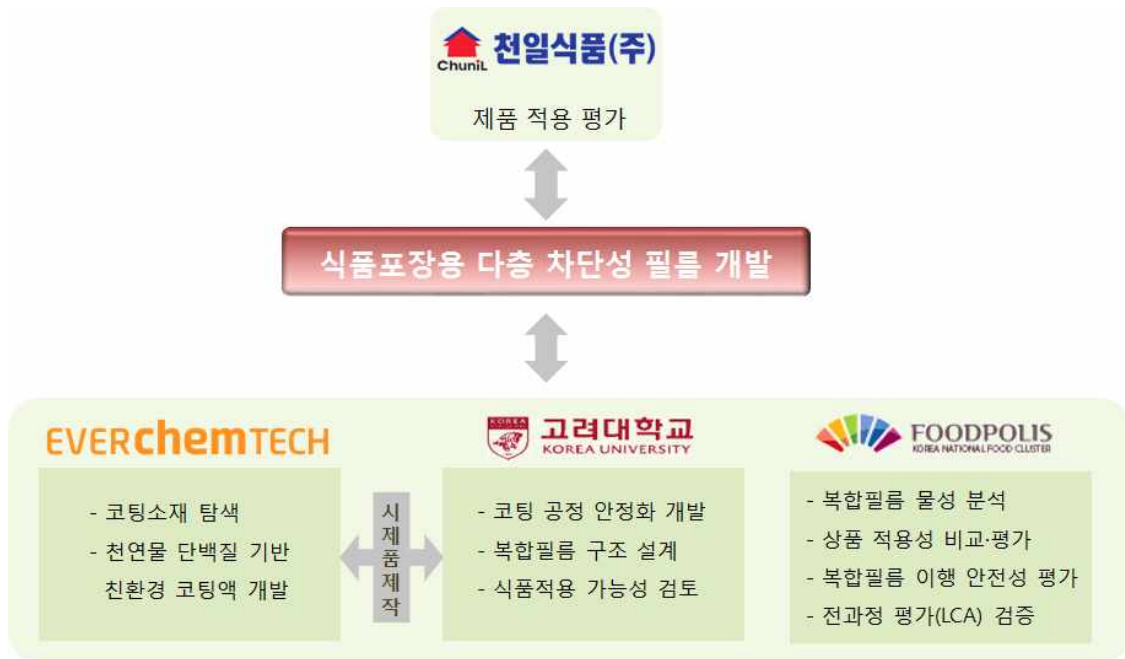 ChuniL 천일식품(주)
제품 적용 평가
식품포장용 다층 차단성 필름 개발
EVERchemTECH
- 코팅소재 탐색
- 천연물 단백질 기반
친환경 코팅액 개발
시제품제작
KOREA
고려대학교
KOREA UNIVERSITY
- 코팅 공정 안정화 개발
- 복합필름 구조 설계
- 식품적용 가능성 검토
FOODPOLIS
KOREA NATIONAL FOOD CLUSTER
- 복합필름 물성 분석
- 상품 적용성 비교·평가
- 복합필름 이행 안전성 평가
- 전과정 평가(LCA) 검증